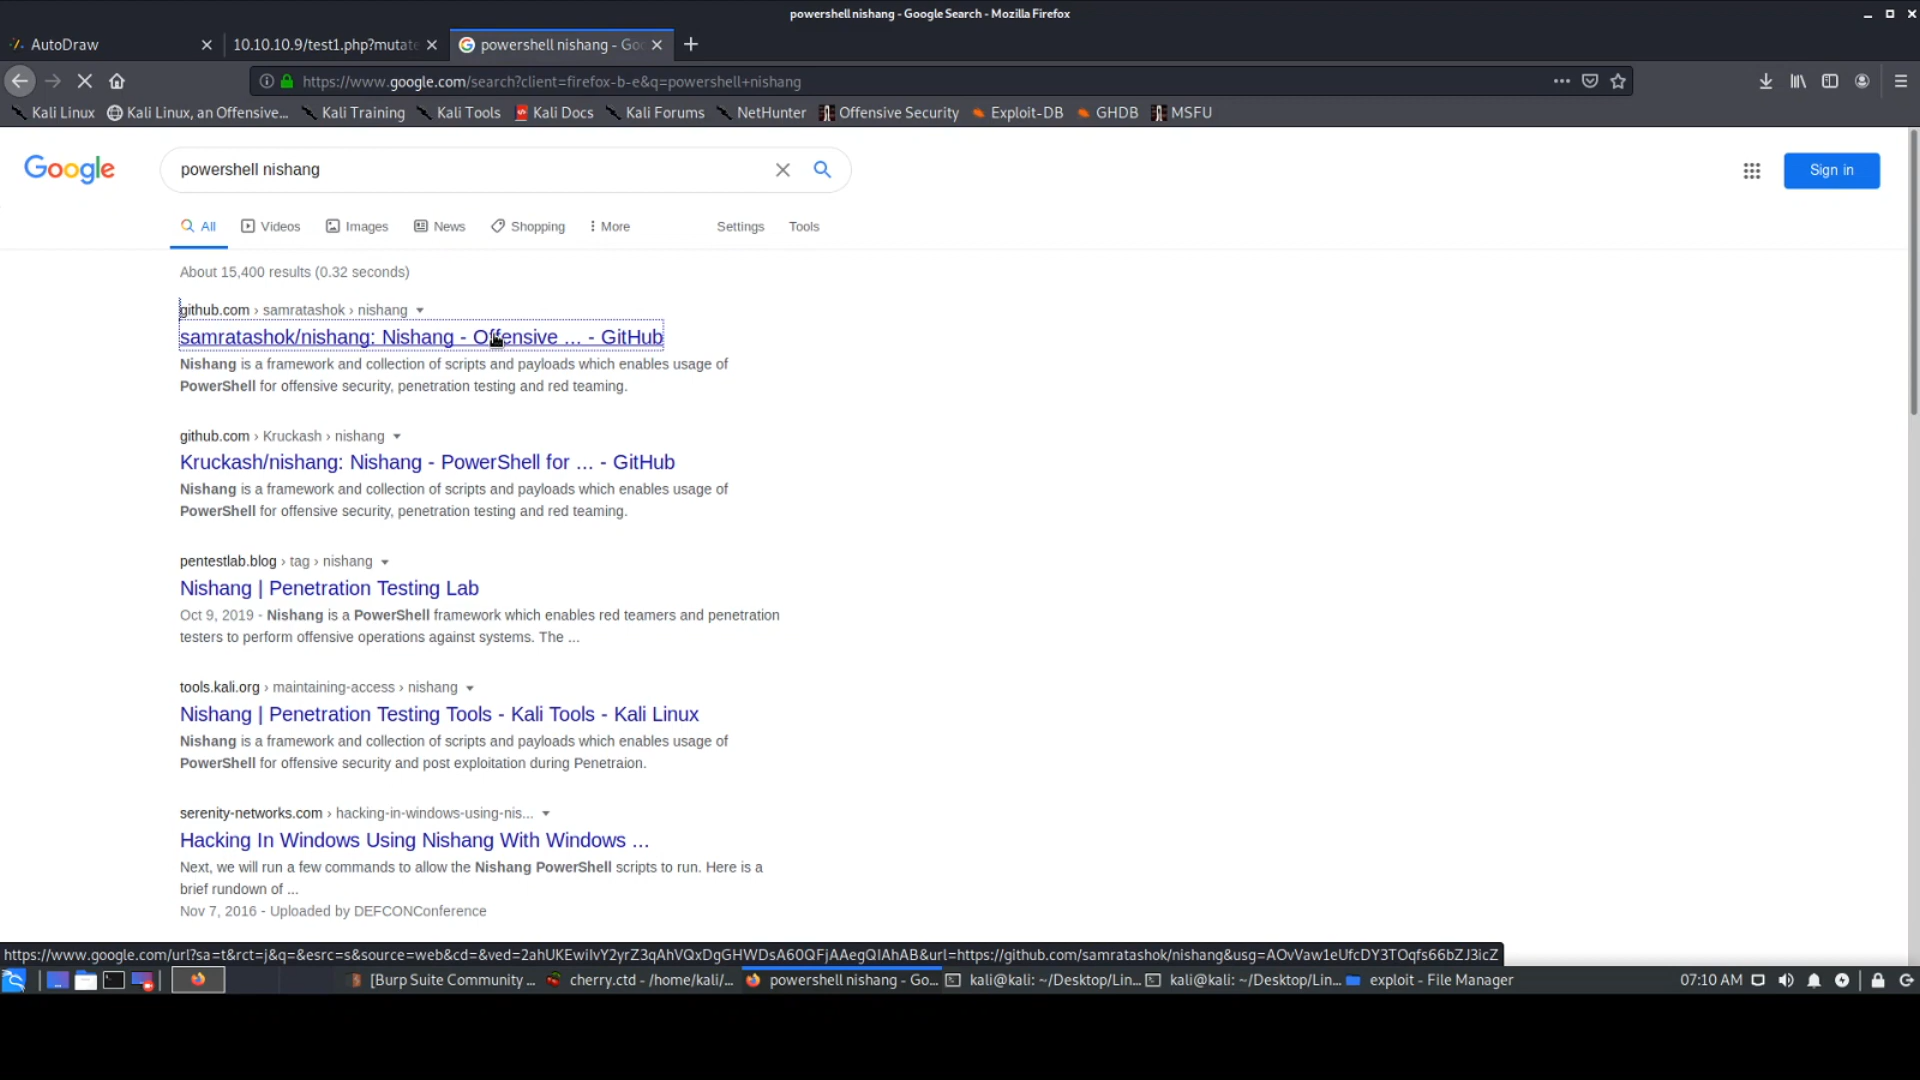 powershell nishang - Google Search - Mozilla Firefox
AutoDraw
10.10.10.9/test1.php?mutate
powershell nishang - Goo
https://www.google.com/search?client=firefox-b-e&q=powershell+nishang
Kali Linux
Kali Linux, an Offensive...
Kali Training
Kali Tools
Kali Docs
Kali Forums
NetHunter
Offensive Security
Exploit-DB
GHDB
MSFU
Google
powershell nishang
Sign in
All
Videos
Images
News
Shopping
More
Settings
Tools
About 15,400 results (0.32 seconds)
github.com › samratashok › nishang
samratashok/nishang: Nishang - Offensive ... - GitHub
Nishang is a framework and collection of scripts and payloads which enables usage of
PowerShell for offensive security, penetration testing and red teaming.
github.com › Kruckash › nishang
Kruckash/nishang: Nishang - PowerShell for ... - GitHub
Nishang is a framework and collection of scripts and payloads which enables usage of
PowerShell for offensive security, penetration testing and red teaming.
pentestlab.blog › tag › nishang
Nishang | Penetration Testing Lab
Oct 9, 2019 - Nishang is a PowerShell framework which enables red teamers and penetration
testers to perform offensive operations against systems. The ...
tools.kali.org › maintaining-access › nishang
Nishang | Penetration Testing Tools - Kali Tools - Kali Linux
Nishang is a framework and collection of scripts and payloads which enables usage of
PowerShell for offensive security and post exploitation during Penetraion.
serenity-networks.com › hacking-in-windows-using-nis...
Hacking In Windows Using Nishang With Windows ...
Next, we will run a few commands to allow the Nishang PowerShell scripts to run. Here is a
brief rundown of ...
Nov 7, 2016 - Uploaded by DEFCONConference
https://www.google.com/url?sa=t&rct=j&q=&esrc=s&source=web&cd=&ved=2ahUKEwiIvY2yrZ3qAhVQxDgGHWDsA60QFjAAegQIAhAB&url=https://github.com/samratashok/nishang&usg=AOvVaw1eUfcDY3TOqfs66bZJ3icZ
[Burp Suite Community ...
cherry.ctd - /home/kali/...
powershell nishang - Go...
kali@kali: ~/Desktop/Lin...
kali@kali: ~/Desktop/Lin...
exploit - File Manager
07:10 AM